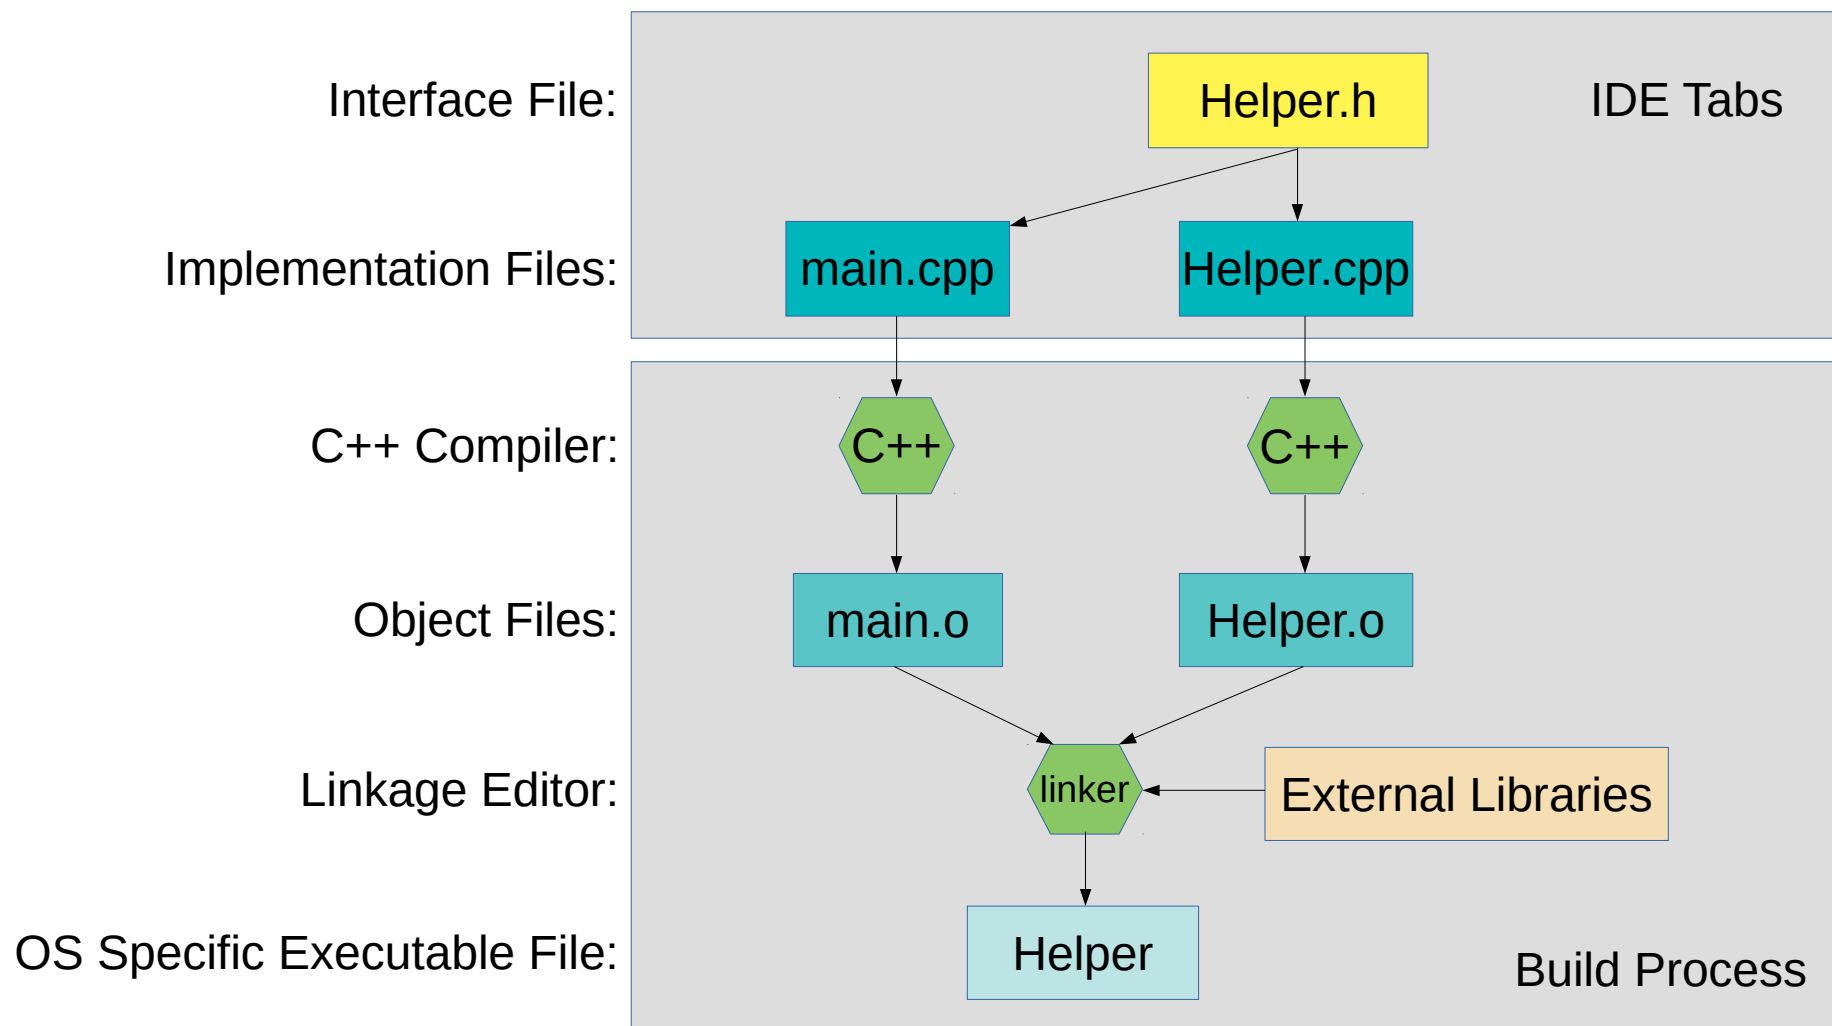 Interface File:
Helper.h
IDE Tabs
Implementation Files:
main.cpp
Helper.cpp
C++ Compiler:
C++
C++
Object Files:
main.o
Helper.o
Linkage Editor:
linker
External Libraries
OS Specific Executable File:
Helper
Build Process